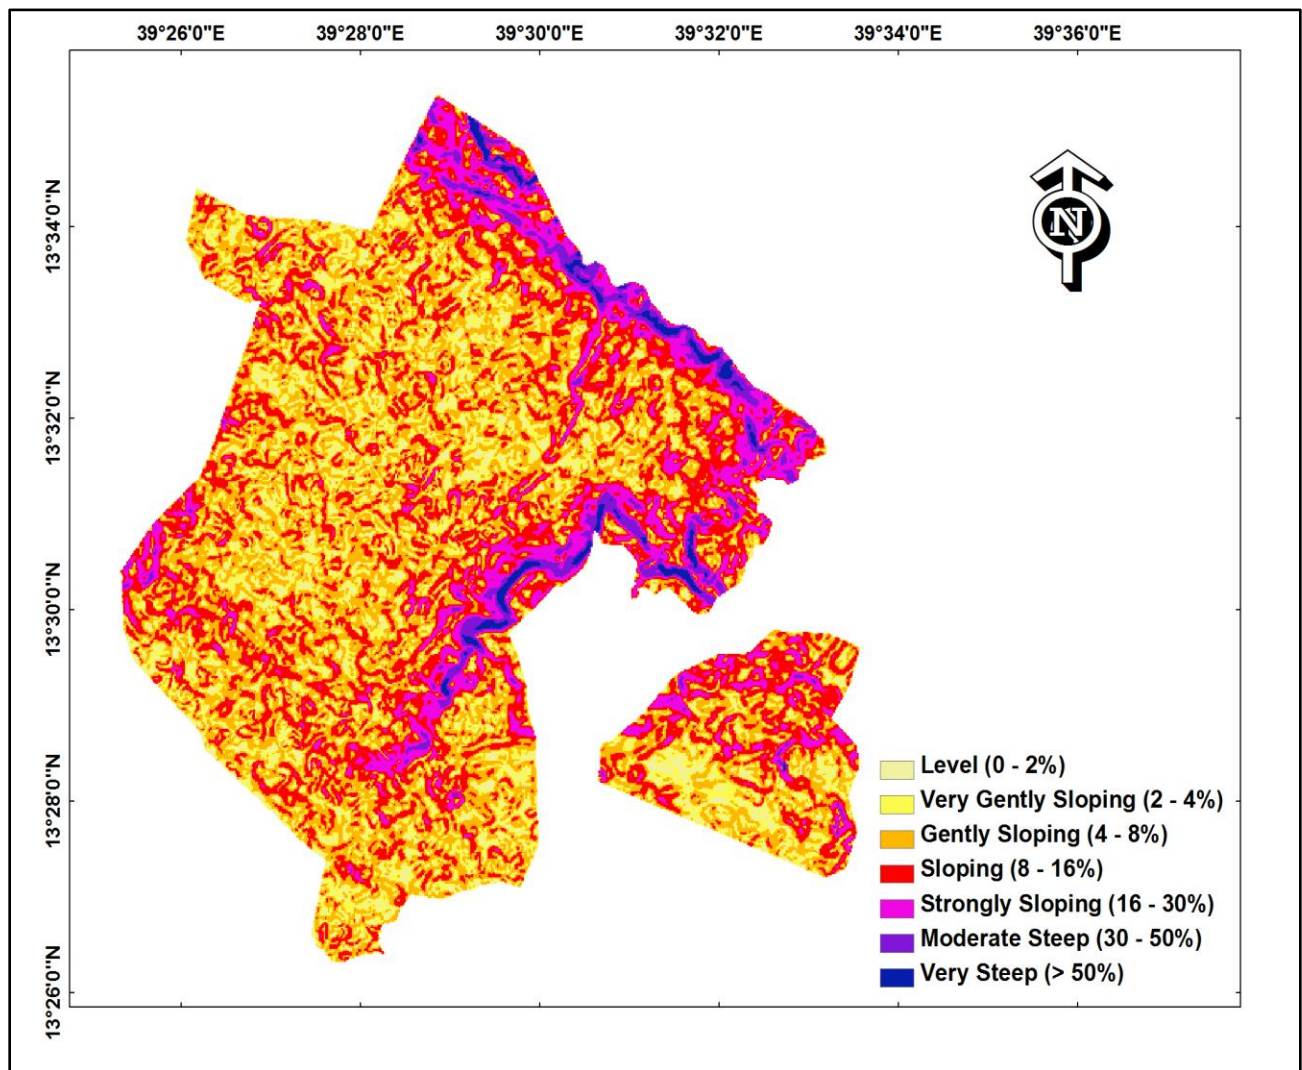 39°26'0"E 39°28'0"E 39°30'0"E 39°32'0"E 39°34'0"E 39°36'0"E
13°34'0"N
13°32'0"N
13°30'0"N
13°28'0"N
13°26'0"N
N
Level (0 - 2%)
Very Gently Sloping (2 - 4%)
Gently Sloping (4 - 8%)
Sloping (8 - 16%)
Strongly Sloping (16 - 30%)
Moderate Steep (30 - 50%)
Very Steep (> 50%)